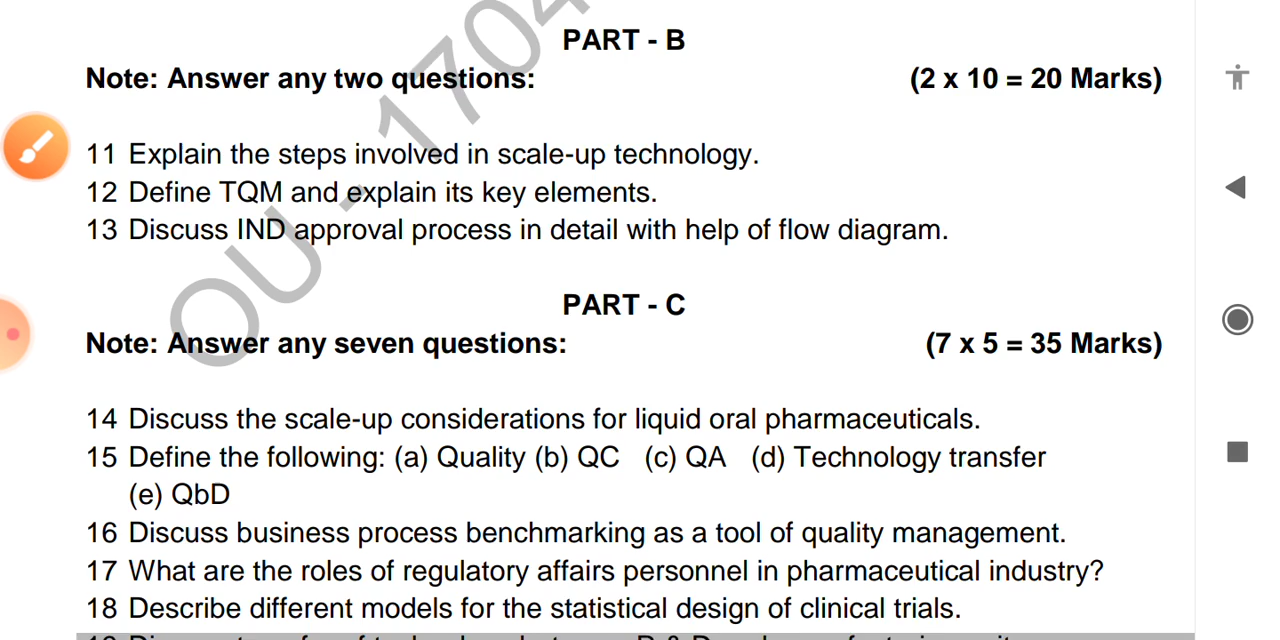 PART - B
Note: Answer any two questions: (2 x 10 = 20 Marks)
11 Explain the steps involved in scale-up technology.
12 Define TQM and explain its key elements.
13 Discuss IND approval process in detail with help of flow diagram.
PART - C
Note: Answer any seven questions: (7 x 5 = 35 Marks)
14 Discuss the scale-up considerations for liquid oral pharmaceuticals.
15 Define the following: (a) Quality (b) QC (c) QA (d) Technology transfer
(e) QbD
16 Discuss business process benchmarking as a tool of quality management.
17 What are the roles of regulatory affairs personnel in pharmaceutical industry?
18 Describe different models for the statistical design of clinical trials.
OU - 1704